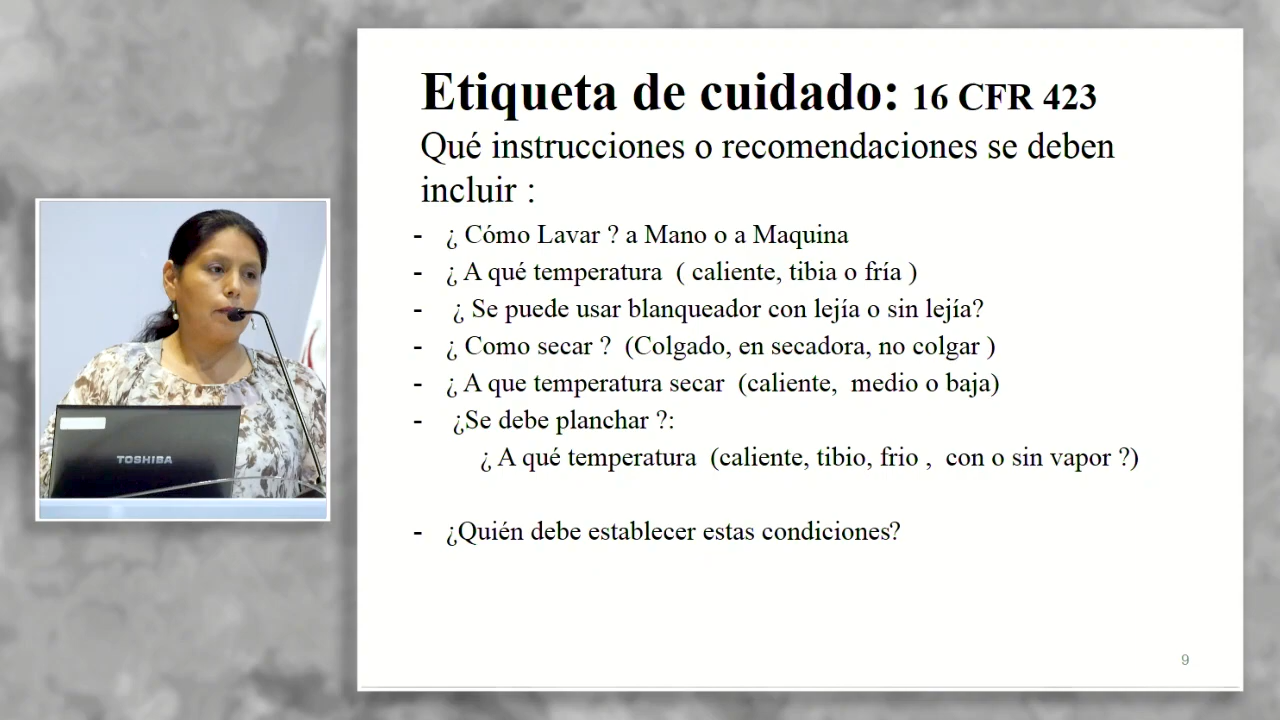 Etiqueta de cuidado: 16 CFR 423
Qué instrucciones o recomendaciones se deben
incluir :
- ¿ Cómo Lavar ? a Mano o a Maquina
- ¿ A qué temperatura ( caliente, tibia o fría )
- ¿ Se puede usar blanqueador con lejía o sin lejía?
- ¿ Como secar ? (Colgado, en secadora, no colgar )
- ¿ A que temperatura secar (caliente, medio o baja)
- ¿Se debe planchar ?:
¿ A qué temperatura (caliente, tibio, frio , con o sin vapor ?)
- ¿Quién debe establecer estas condiciones?
9
TOSHIBA